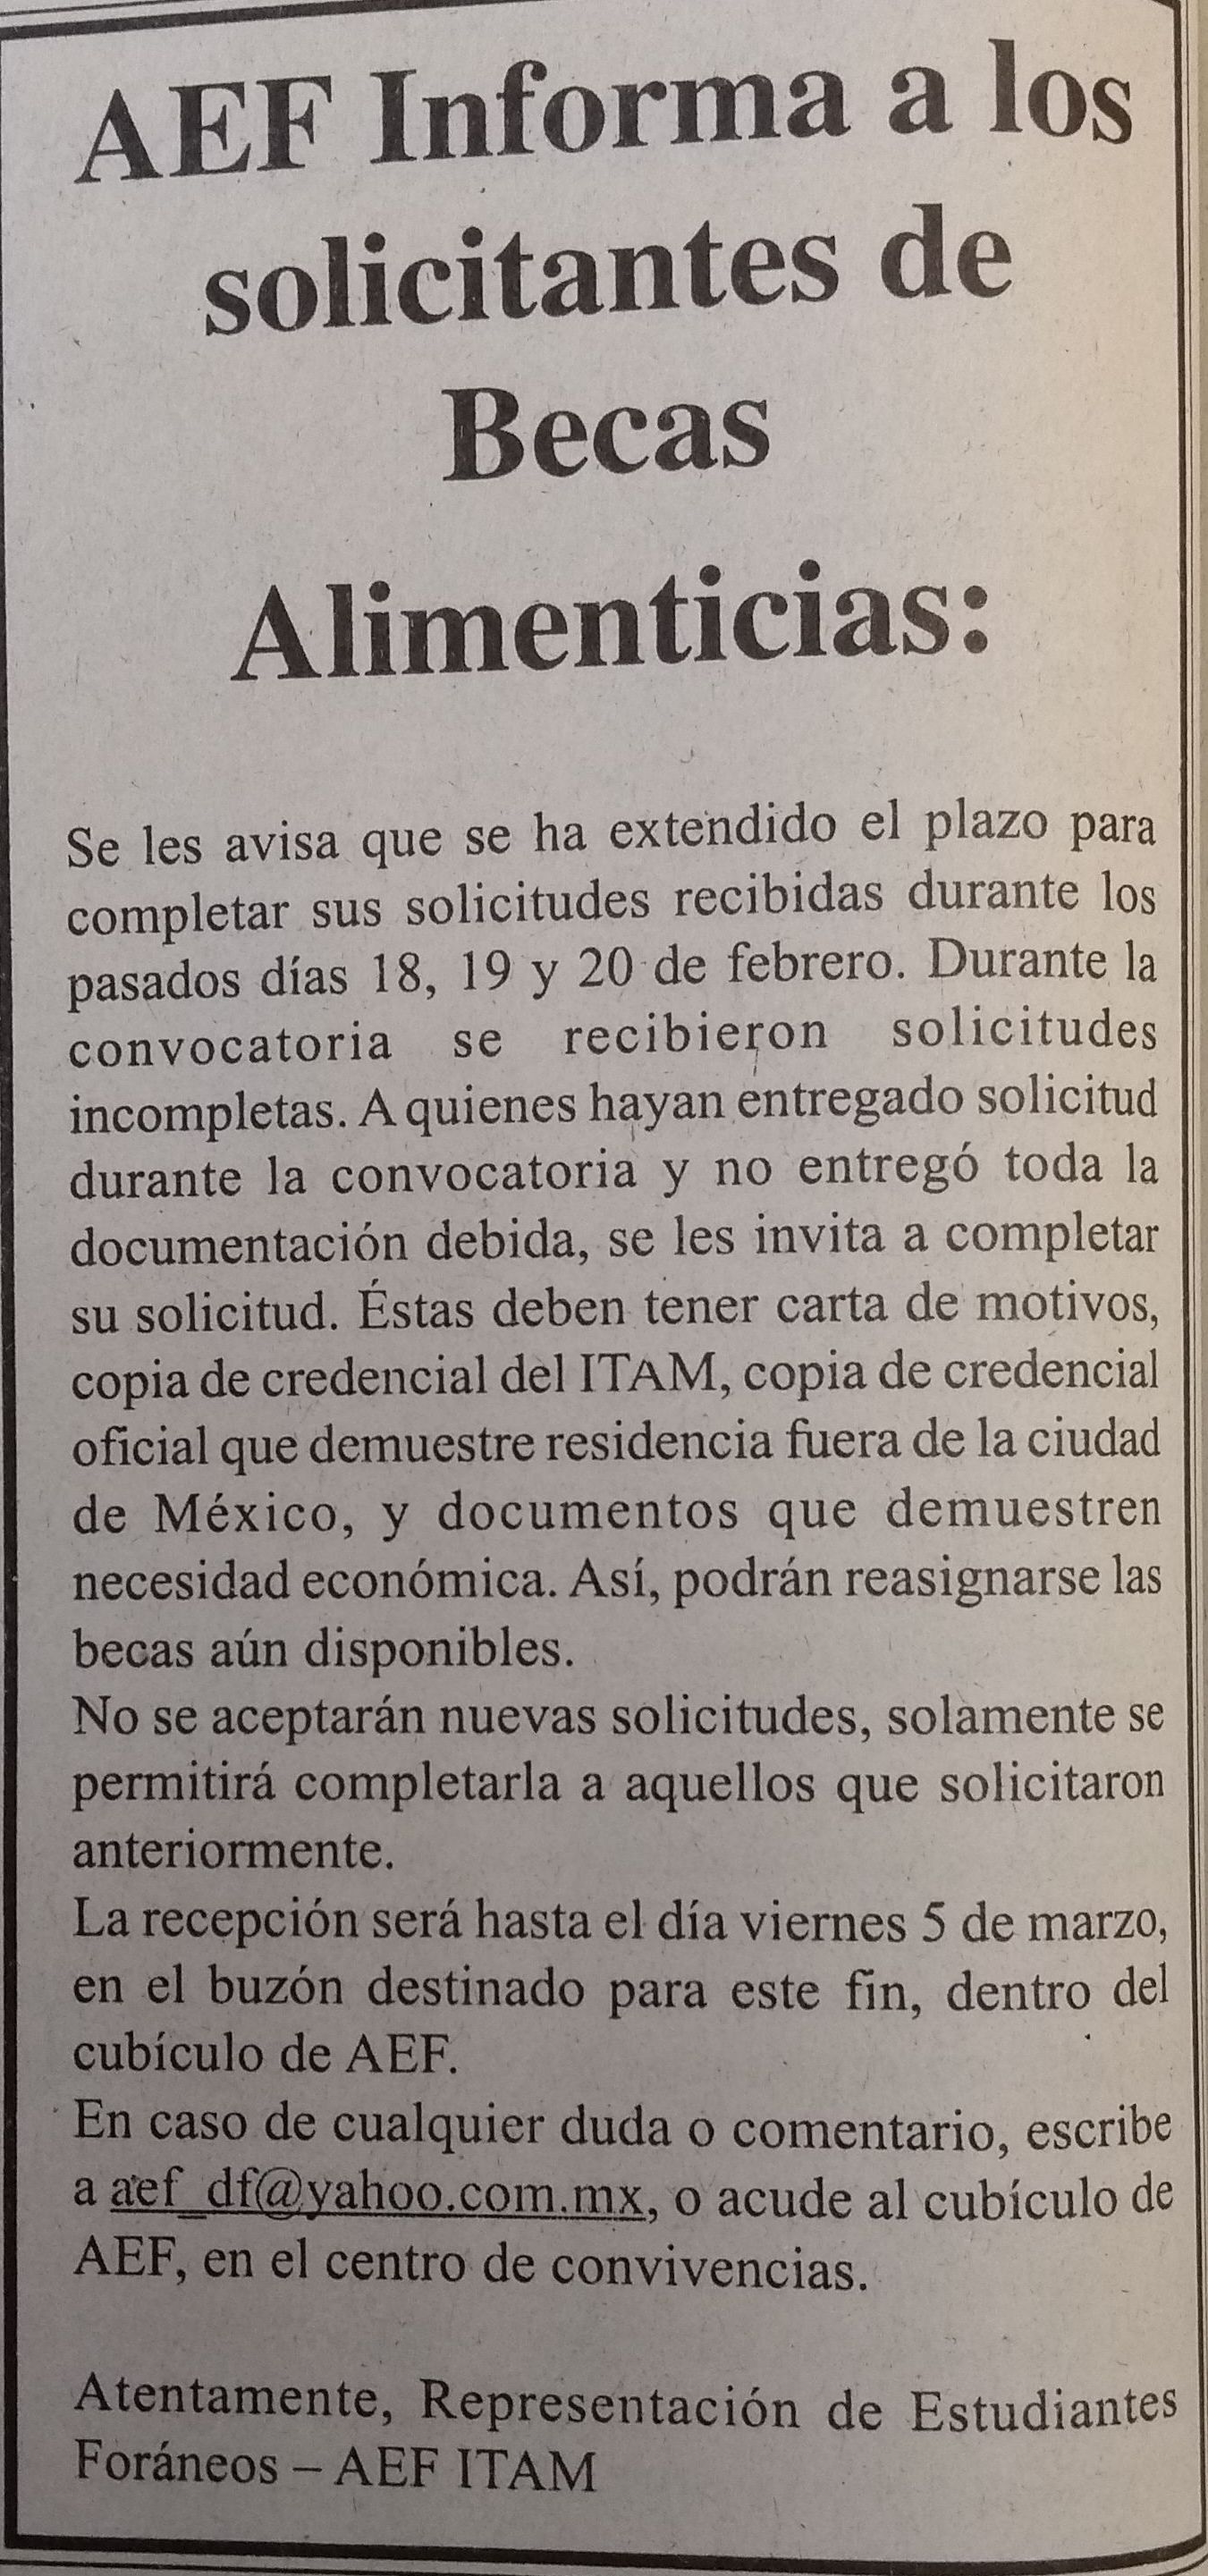 AEF Informa a los
solicitantes de
Becas
Alimenticias:
Se les avisa que se ha extendido el plazo para
completar sus solicitudes recibidas durante los
pasados días 18, 19 y 20 de febrero. Durante la
convocatoria se recibieron solicitudes
incompletas. A quienes hayan entregado solicitud
durante la convocatoria y no entregó toda la
documentación debida, se les invita a completar
su solicitud. Éstas deben tener carta de motivos,
copia de credencial del ITAM, copia de credencial
oficial que demuestre residencia fuera de la ciudad
de México, y documentos que demuestren
necesidad económica. Así, podrán reasignarse las
becas aún disponibles.
No se aceptarán nuevas solicitudes, solamente se
permitirá completarla a aquellos que solicitaron
anteriormente.
La recepción será hasta el día viernes 5 de marzo,
en el buzón destinado para este fin, dentro del
cubículo de AEF.
En caso de cualquier duda o comentario, escribe
a aef_df@yahoo.com.mx, o acude al cubículo de
AEF, en el centro de convivencias.
Atentamente, Representación de Estudiantes
Foráneos – AEF ITAM